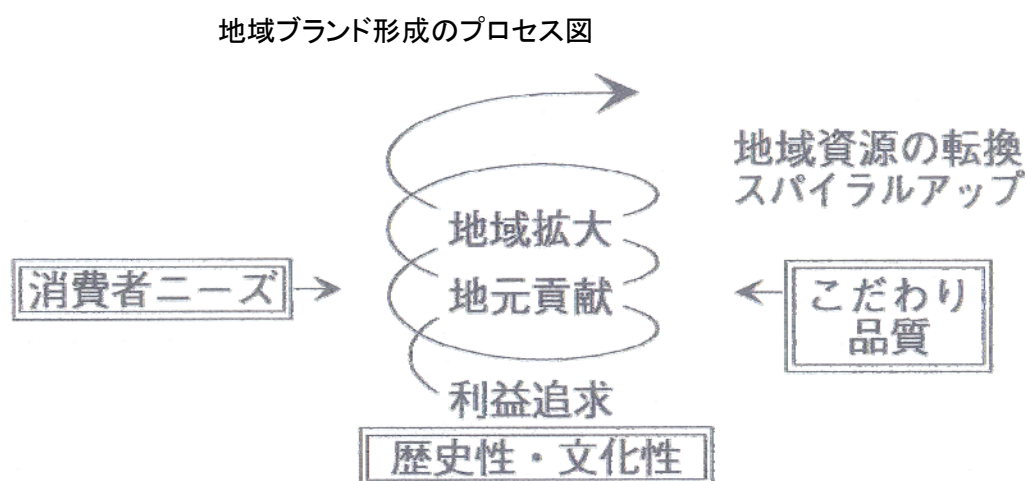 地域ブランド形成のプロセス図
地域資源の転換
スパイラルアップ
地域拡大
消費者ニーズ
地元貢献
こだわり
品質
利益追求
歴史性・文化性